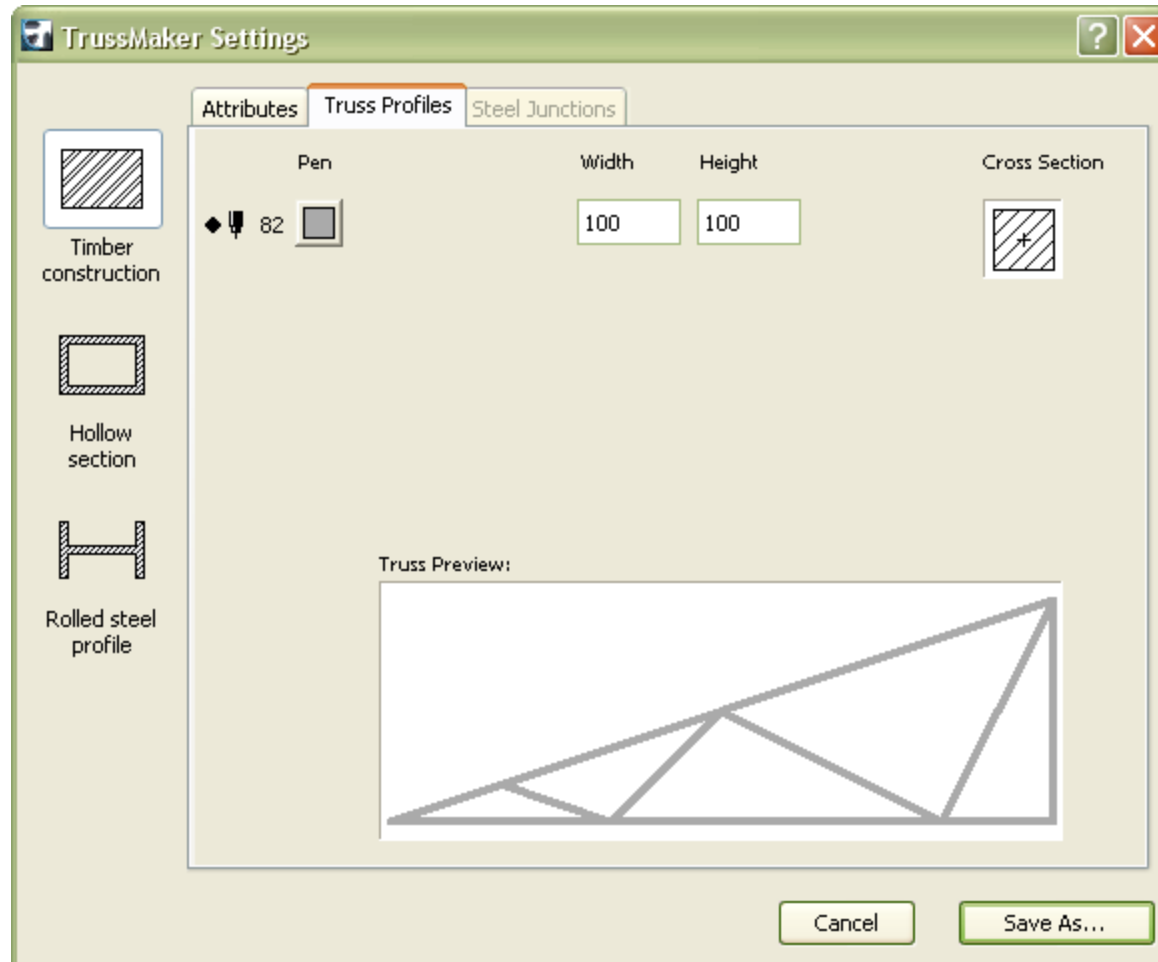 TrussMaker Settings
?
Attributes
Truss Profiles
Steel Junctions
Timber
construction
Hollow
section
Rolled steel
profile
Pen
Width
Height
Cross Section
82
100
100
Truss Preview:
Cancel
Save As...